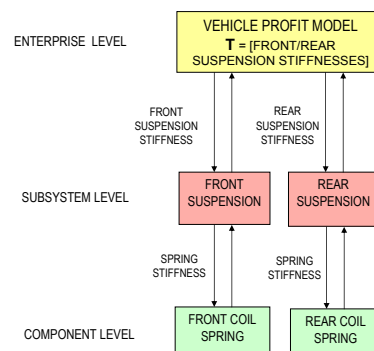 ENTERPRISE LEVEL
VEHICLE PROFIT MODEL
T = [FRONT/REAR
SUSPENSION STIFFNESSES]
FRONT
SUSPENSION
STIFFNESS
REAR
SUSPENSION
STIFFNESS
SUBSYSTEM LEVEL
FRONT
SUSPENSION
REAR
SUSPENSION
SPRING
STIFFNESS
SPRING
STIFFNESS
COMPONENT LEVEL
FRONT COIL
SPRING
REAR COIL
SPRING